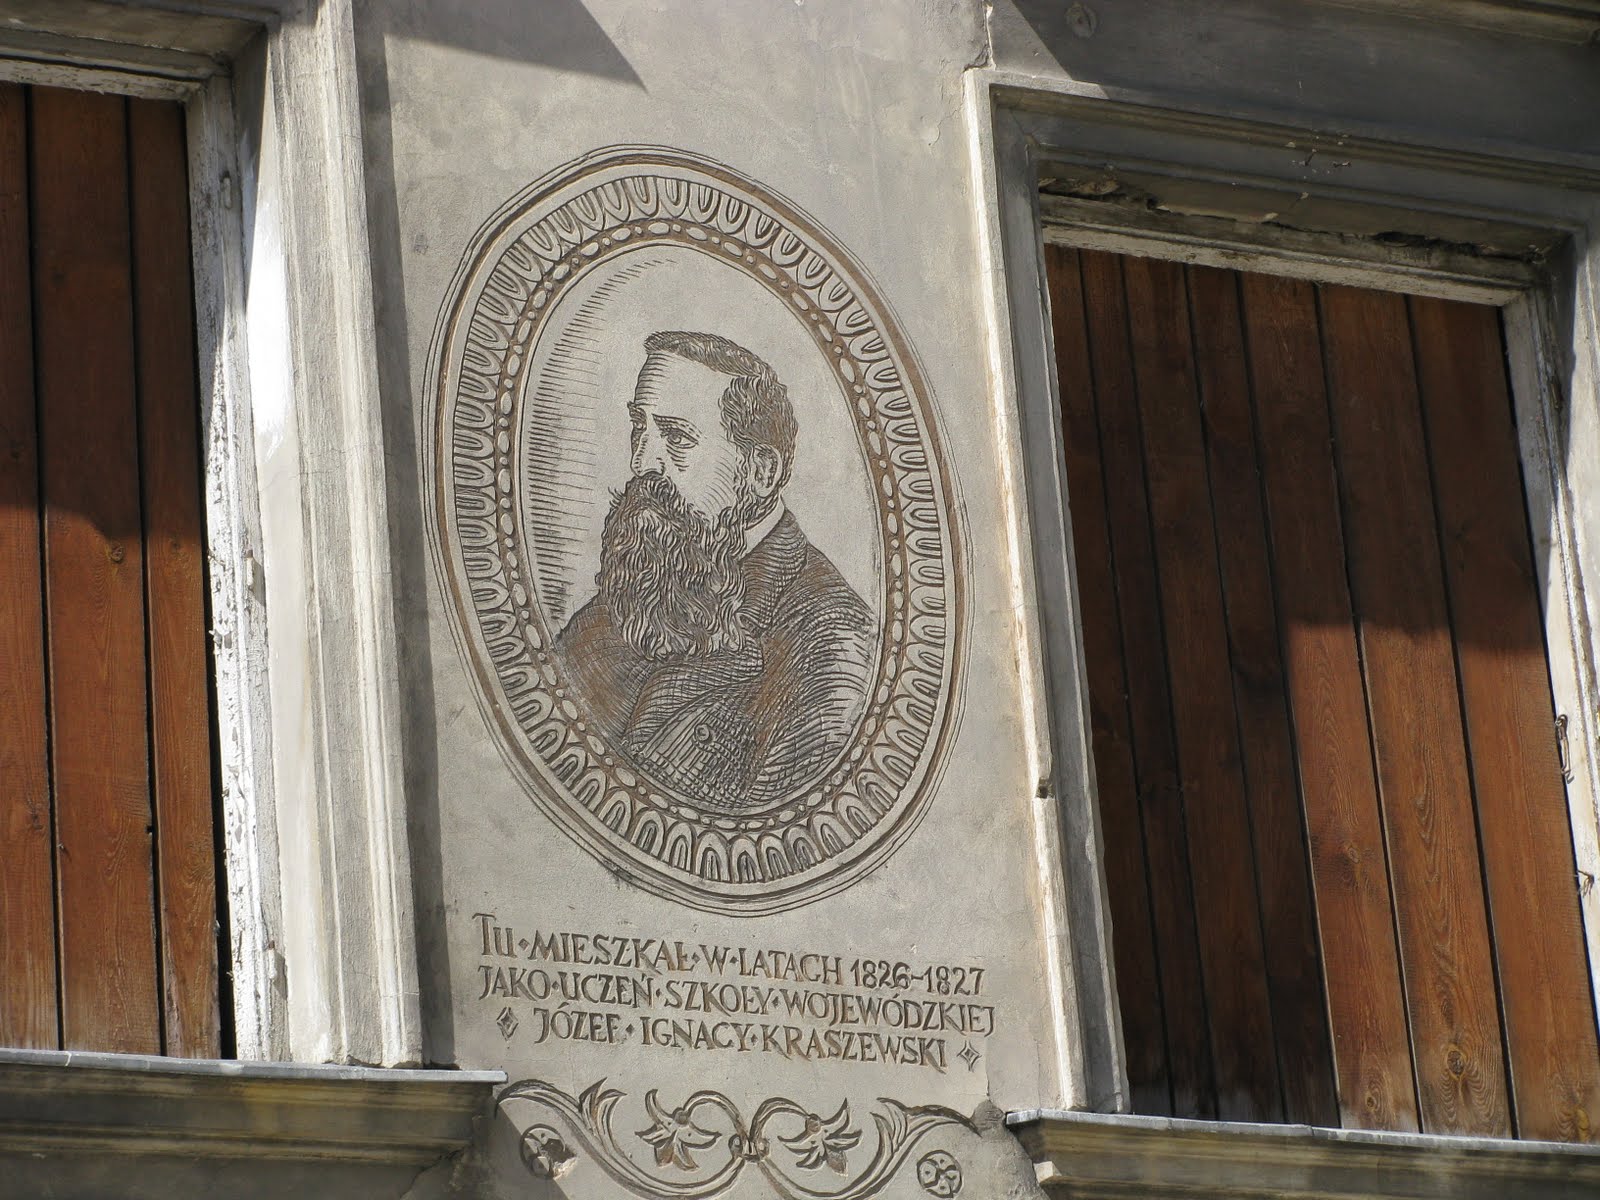 TU·MIESZKAŁ·W·LATACH 1826-1827
JAKO·UCZEŃ·SZKOŁY·WOJEWÓDZKIEJ
JÓZEF·IGNACY·KRASZEWSKI